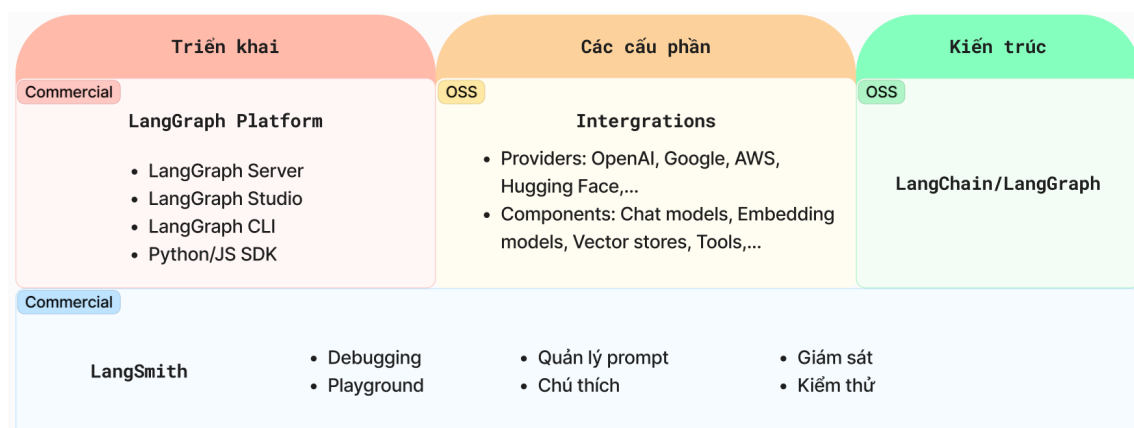 Triển khai
Các cấu phần
Kiến trúc
Commercial
LangGraph Platform
• LangGraph Server
• LangGraph Studio
• LangGraph CLI
• Python/JS SDK
OSS
Intergrations
• Providers: OpenAI, Google, AWS,
Hugging Face,...
• Components: Chat models, Embedding
models, Vector stores, Tools,...
OSS
LangChain/LangGraph
Commercial
LangSmith
• Debugging
• Playground
• Quản lý prompt
• Chú thích
• Giám sát
• Kiểm thử